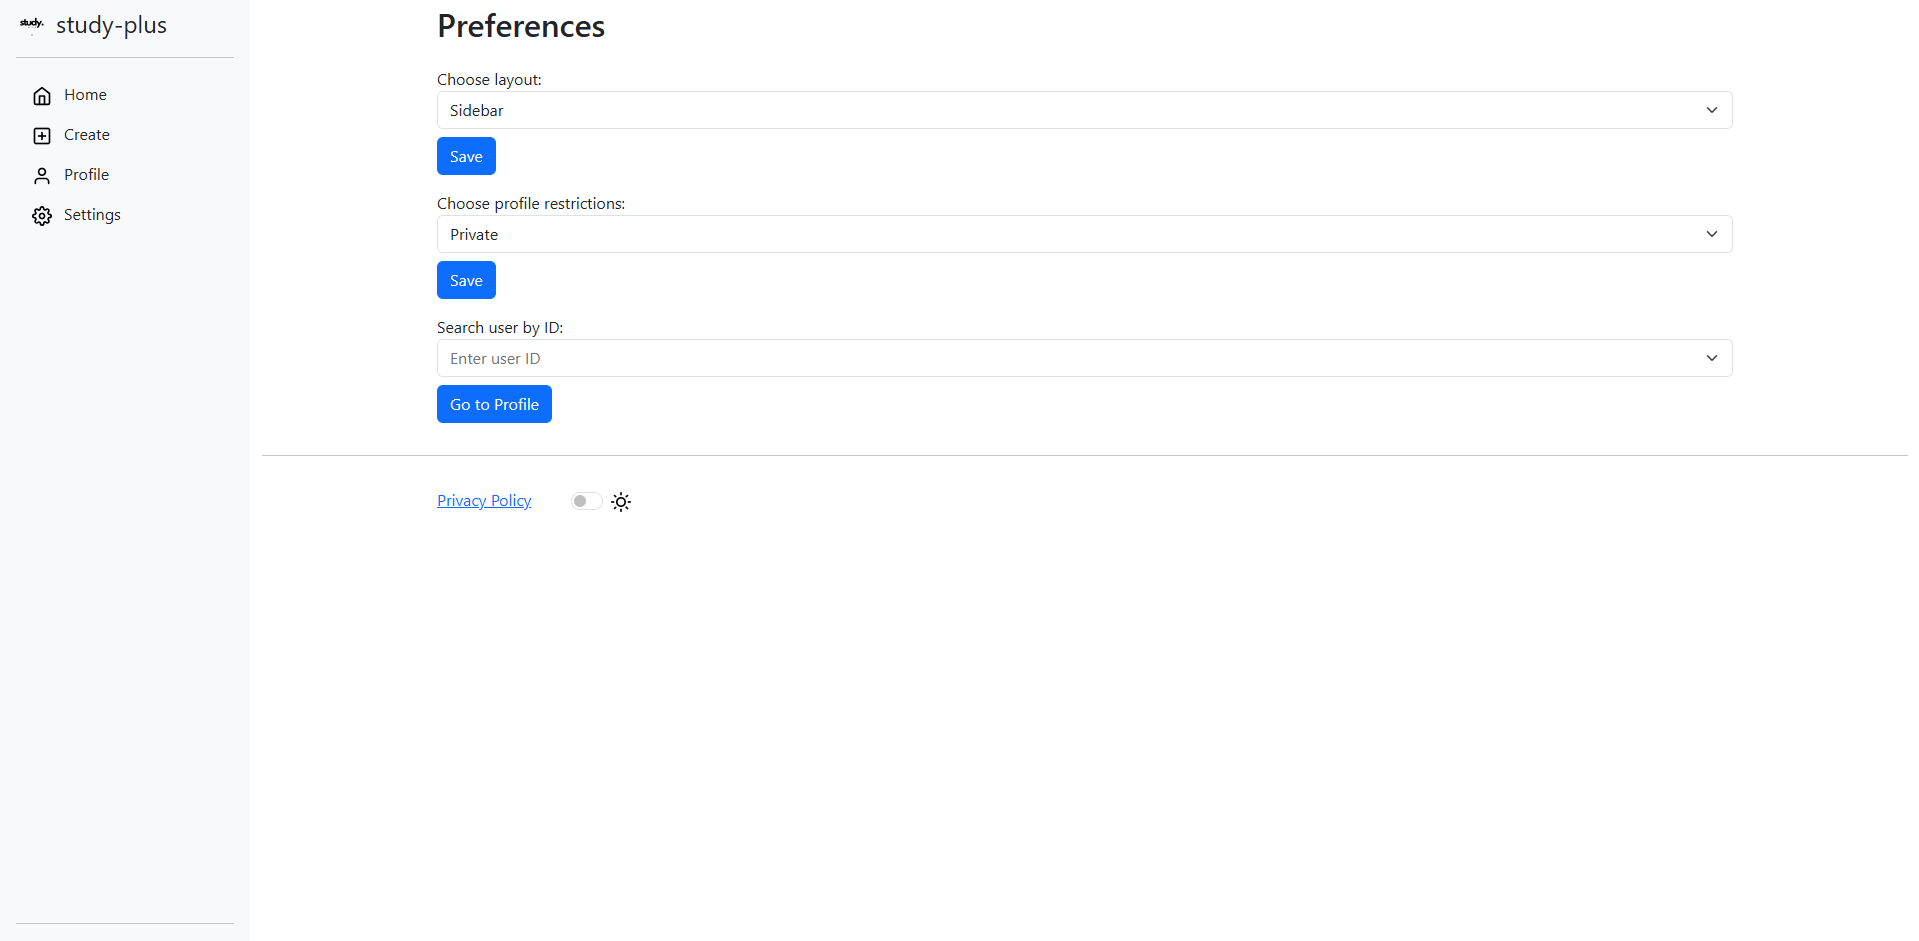 study.
study-plus
Home
Create
Profile
Settings
Preferences
Choose layout:
Sidebar
Save
Choose profile restrictions:
Private
Save
Search user by ID:
Enter user ID
Go to Profile
Privacy Policy